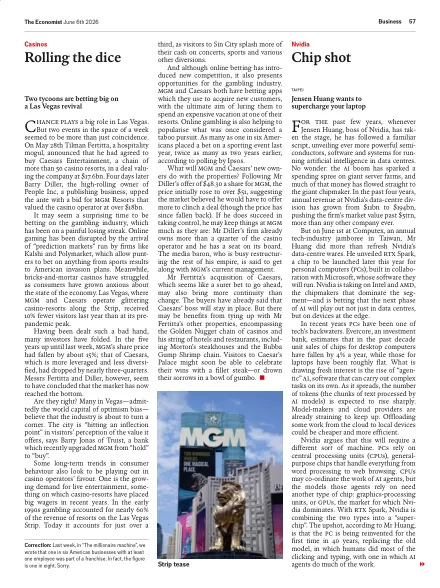 The Economist June 6th 2026
Business 57
Casinos
Rolling the dice
Two tycoons are betting big on
a Las Vegas revival
CHANCE PLAYS a big role in Las Vegas.
But two events in the space of a week
seemed to be more than just coincidence.
On May 28th Tilman Fertitta, a hospitality
mogul, announced that he had agreed to
buy Caesars Entertainment, a chain of
more than 50 casino resorts, in a deal valuing
the company at $17.6bn. Four days later
Barry Diller, the high-rolling owner of
People Inc, a publishing business, upped
the ante with a bid for MGM Resorts that
valued the casino operator at over $18bn.
It may seem a surprising time to be
betting on the gambling industry, which
has been on a painful losing streak. Online
gaming has been disrupted by the arrival
of "prediction markets" run by firms like
Kalshi and Polymarket, which allow punters
to bet on anything from sports results
to American invasion plans. Meanwhile,
bricks-and-mortar casinos have struggled
as consumers have grown anxious about
the state of the economy. Las Vegas, where
MGM and Caesars operate glittering
casino-resorts along the Strip, received
10% fewer visitors last year than at its pre-
pandemic peak.
Having been dealt such a bad hand,
many investors have folded. In the five
years up until last week, MGM's share price
had fallen by about 15%; that of Caesars,
which is more leveraged and less diversified,
had dropped by nearly three-quarters.
Messrs Fertitta and Diller, however, seem
to have concluded that the market has now
reached the bottom.
Are they right? Many in Vegas—admittedly
the world capital of optimism bias—
believe that the industry is about to turn a
corner. The city is "hitting an inflection
point" in visitors' perception of the value it
offers, says Barry Jonas of Truist, a bank
which recently upgraded MGM from "hold"
to "buy".
Some long-term trends in consumer
behaviour also look to be playing out in
casino operators' favour. One is the growing
demand for live entertainment, something
on which casino-resorts have placed
big wagers in recent years. In the early
1990s gambling accounted for nearly 60%
of the revenue of resorts on the Las Vegas
Strip. Today it accounts for just over a
Correction: Last week, in "The millionaire machine", we
wrote that one in six American businesses with at least
one employee was part of a franchise. In fact, the figure
is one in eight. Sorry.
third, as visitors to Sin City splash more of
their cash on concerts, sports and various
other diversions.
And although online betting has introduced
new competition, it also presents
opportunities for the gambling industry.
MGM and Caesars both have betting apps
which they use to acquire new customers,
with the ultimate aim of luring them to
spend an expensive vacation at one of their
resorts. Online gambling is also helping to
popularise what was once considered a
taboo pursuit. As many as one in six Americans
placed a bet on a sporting event last
year, twice as many as two years earlier,
according to polling by Ipsos.
What will MGM and Caesars' new owners
do with the properties? Following Mr
Diller's offer of $48.30 a share for MGM, the
price initially rose to over $50, suggesting
the market believed he would have to offer
more to clinch a deal (though the price has
since fallen back). If he does succeed in
taking control, he may keep things at MGM
much as they are: Mr Diller's firm already
owns more than a quarter of the casino
operator and he has a seat on its board.
The media baron, who is busy restructuring
the rest of his empire, is said to get
along with MGM's current management.
Mr Fertitta's acquisition of Caesars,
which seems like a surer bet to go ahead,
may also bring more continuity than
change. The buyers have already said that
Caesars' boss will stay in place. But there
may be benefits from tying up with Mr
Fertitta's other properties, encompassing
the Golden Nugget chain of casinos and
his string of hotels and restaurants, including
Morton's steakhouses and the Bubba
Gump Shrimp chain. Visitors to Caesar's
Palace might soon be able to celebrate
their wins with a fillet steak—or drown
their sorrows in a bowl of gumbo.
MGM
Strip tease
Nvidia
Chip shot
TAIPEI
Jensen Huang wants to
supercharge your laptop
FOR THE past few years, whenever
Jensen Huang, boss of Nvidia, has taken
the stage, he has followed a familiar
script, unveiling ever more powerful semiconductors,
software and systems for running
artificial intelligence in data centres.
No wonder: the AI boom has sparked a
spending spree on giant server farms, and
much of that money has flowed straight to
the giant chipmaker. In the past four years,
annual revenue at Nvidia's data-centre division
has grown from $11bn to $194bn,
pushing the firm's market value past $5trn,
more than any other company ever.
But on June 1st at Computex, an annual
tech-industry jamboree in Taiwan, Mr
Huang did more than refresh Nvidia's
data-centre wares. He unveiled RTX Spark,
a chip to be launched later this year for
personal computers (PCs), built in collaboration
with Microsoft, whose software they
will run. Nvidia is taking on Intel and AMD,
the chipmakers that dominate the segment—and
is betting that the next phase
of AI will play out not just in data centres,
but on devices at the edge.
In recent years PCs have been one of
tech's backwaters. Evercore, an investment
bank, estimates that in the past decade
unit sales of chips for desktop computers
have fallen by 4% a year, while those for
laptops have been roughly flat. What is
drawing fresh interest is the rise of "agentic"
AI, software that can carry out complex
tasks on its own. As it spreads, the number
of tokens (the chunks of text processed by
AI models) is expected to rise sharply.
Model-makers and cloud providers are
already straining to keep up. Offloading
some work from the cloud to local devices
could be cheaper and more efficient.
Nvidia argues that this will require a
different sort of machine. PCs rely on
central processing units (CPUs), general-
purpose chips that handle everything from
word processing to web browsing. CPUs
may co-ordinate the work of AI agents, but
the models those agents rely on need
another type of chip: graphics-processing
units, or GPUs, the market for which Nvidia
dominates. With RTX Spark, Nvidia is
combining the two types into a "superchip".
The upshot, according to Mr Huang,
is that the PC is being reinvented for the
first time in 40 years, replacing the old
model, in which humans did most of the
clicking and typing, with one in which AI
agents do much of the work.